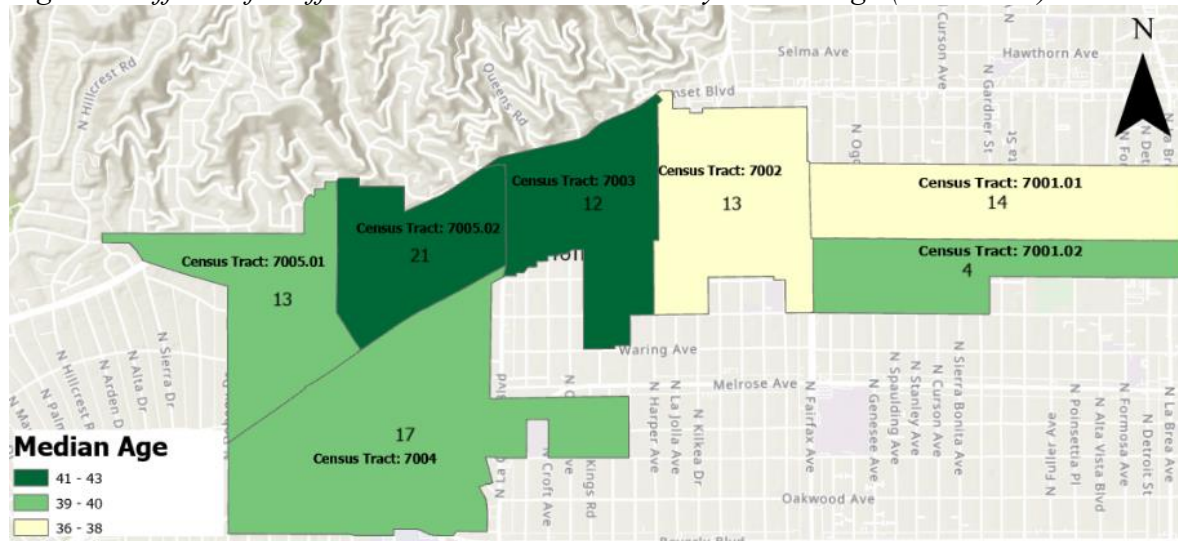 N
Selma Ave
Hawthorn Ave
N Curson Ave
N Gardner St
N Hillcrest Rd
Queens Rd
nset Blvd
Census Tract: 7003
12
Census Tract: 7002
13
Census Tract: 7001.01
14
Census Tract: 7005.02
21
Census Tract: 7001.02
4
Census Tract: 7005.01
13
Waring Ave
Melrose Ave
N Sierra Dr
N Alta Dr
N Arden D
N Hillcrest R
N Palm
N Harper Ave
N La Jolla Ave
N Kilkea Dr
N Fairfax Ave
N Genesee Ave
N Spaulding Ave
N Stanley Ave
N Curson Ave
N Sierra Bonita Ave
N Fuller Ave
N Poinsettia Pl
N Alta Vista Blvd
N Formosa Ave
N Detroit St
N La Brea Ave
17
Census Tract: 7004
N Croft Ave
Kings Rd
Oakwood Ave
Median Age
41 - 43
39 - 40
36 - 38